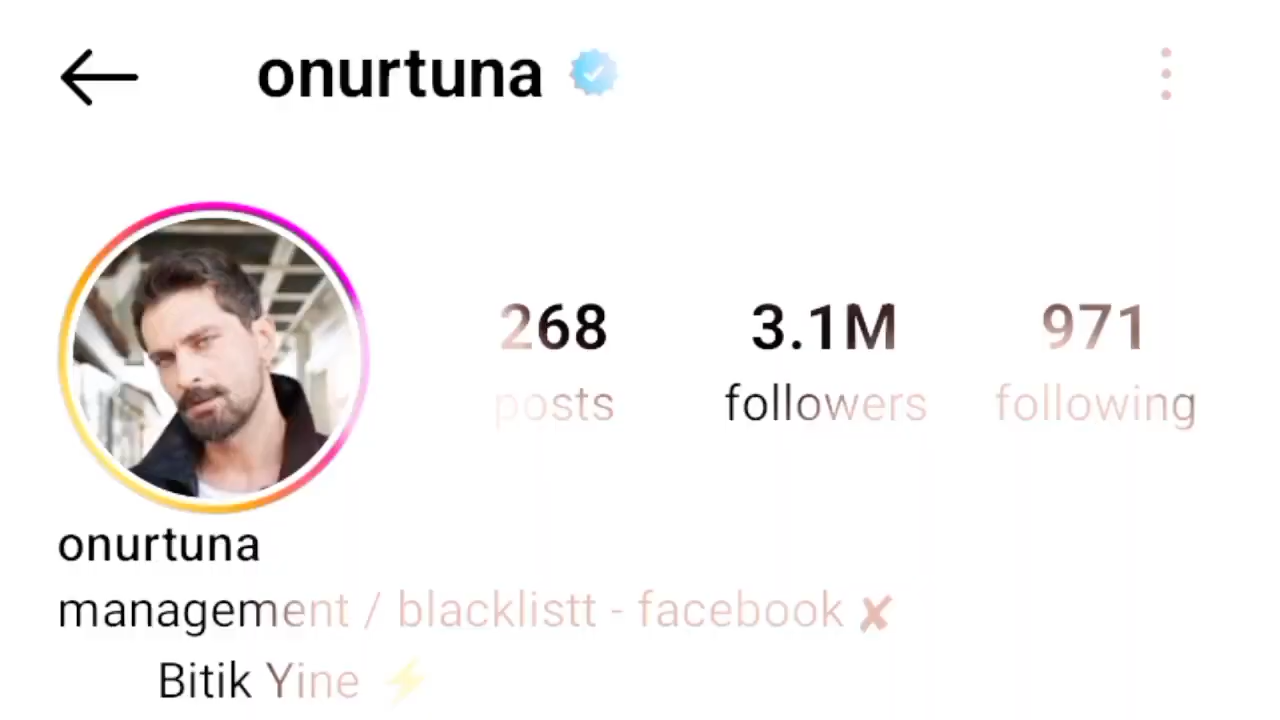 onurtuna
268 3.1M 971
posts followers following
onurtuna
management / blacklistt - facebook ✘
Bitik Yine ⚡